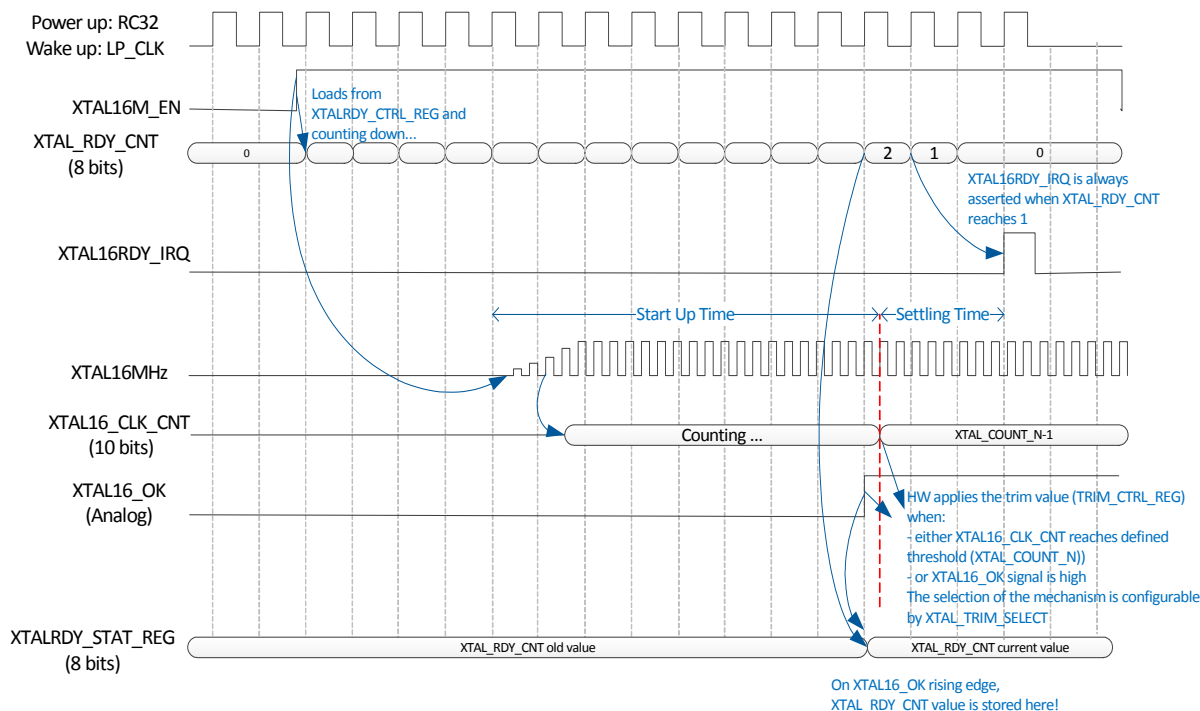 Power up: RC32
Wake up: LP_CLK
XTAL16M_EN
Loads from
XTALRDY_CTRL_REG and
counting down...
XTAL_RDY_CNT
(8 bits)
0
2
1
0
XTAL16RDY_IRQ is always
asserted when XTAL_RDY_CNT
reaches 1
XTAL16RDY_IRQ
Start Up Time
Settling Time
XTAL16MHz
XTAL16_CLK_CNT
(10 bits)
Counting ...
XTAL_COUNT_N-1
XTAL16_OK
(Analog)
HW applies the trim value (TRIM_CTRL_REG)
when:
- either XTAL16_CLK_CNT reaches defined
threshold (XTAL_COUNT_N))
- or XTAL16_OK signal is high
The selection of the mechanism is configurable
by XTAL_TRIM_SELECT
XTALRDY_STAT_REG
(8 bits)
XTAL_RDY_CNT old value
XTAL_RDY_CNT current value
On XTAL16_OK rising edge,
XTAL_RDY_CNT value is stored here!